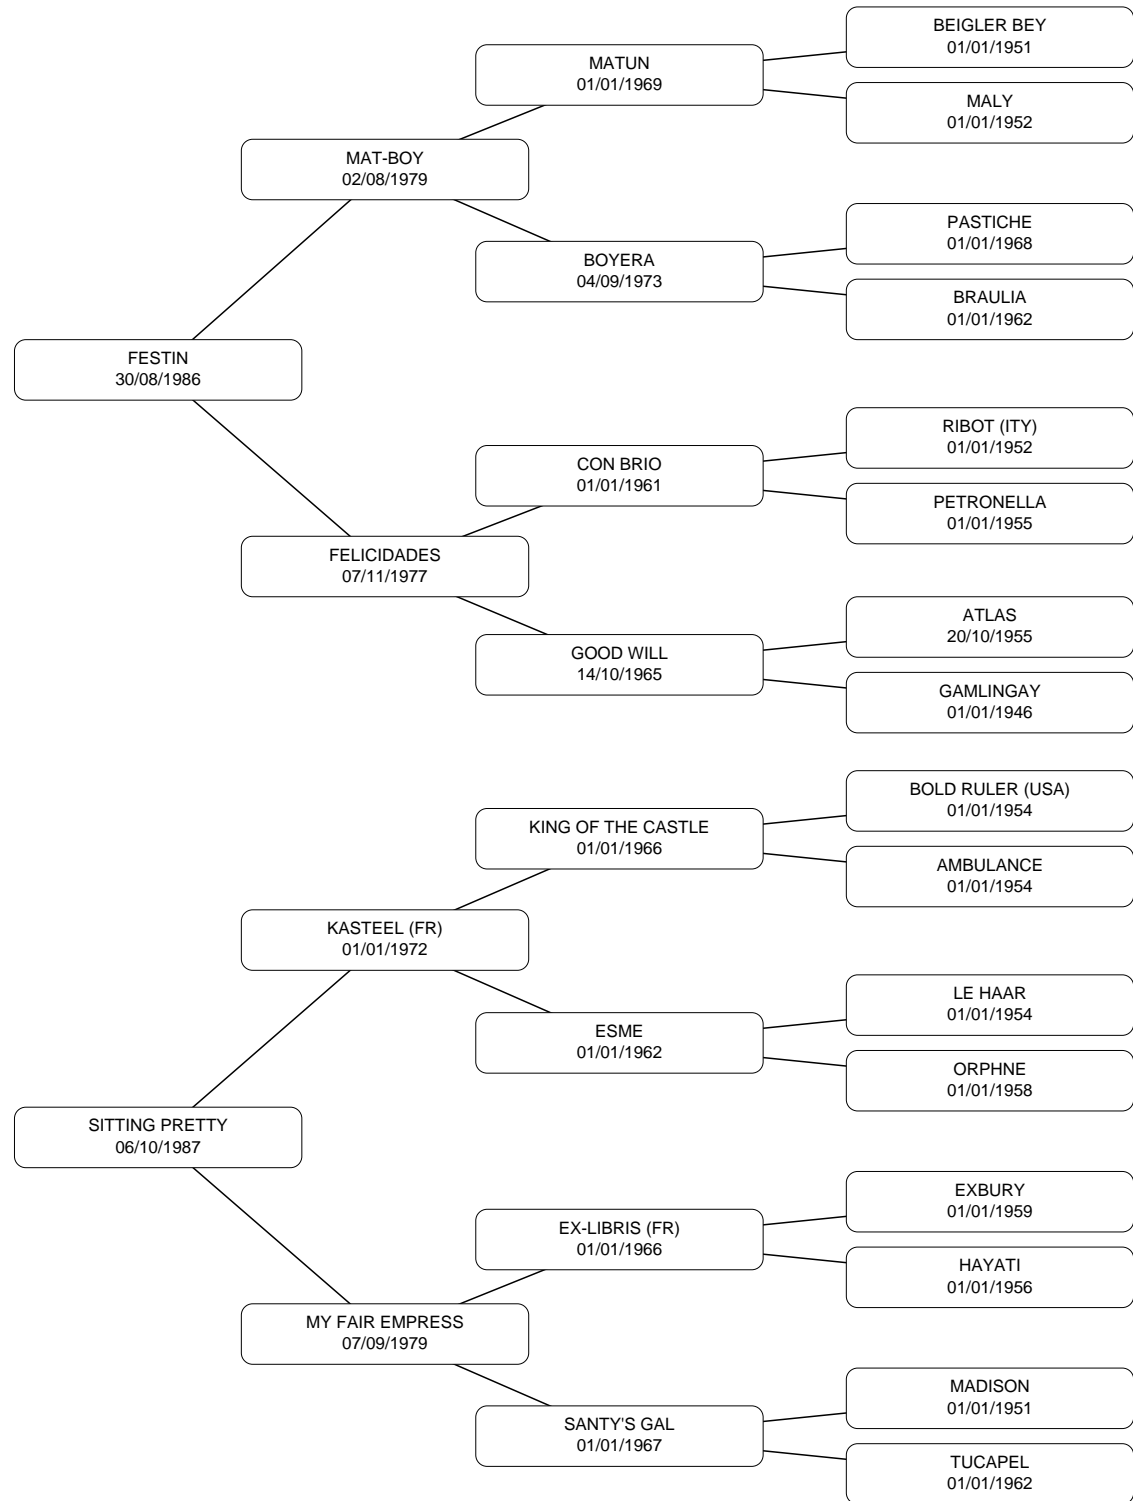 BEIGLER BEY
01/01/1951
MATUN
01/01/1969
MALY
01/01/1952
MAT-BOY
02/08/1979
PASTICHE
01/01/1968
BOYERA
04/09/1973
BRAULIA
01/01/1962
FESTIN
30/08/1986
RIBOT (ITY)
01/01/1952
CON BRIO
01/01/1961
PETRONELLA
01/01/1955
FELICIDADES
07/11/1977
ATLAS
20/10/1955
GOOD WILL
14/10/1965
GAMLINGAY
01/01/1946
BOLD RULER (USA)
01/01/1954
KING OF THE CASTLE
01/01/1966
AMBULANCE
01/01/1954
KASTEEL (FR)
01/01/1972
LE HAAR
01/01/1954
ESME
01/01/1962
ORPHNE
01/01/1958
SITTING PRETTY
06/10/1987
EXBURY
01/01/1959
EX-LIBRIS (FR)
01/01/1966
HAYATI
01/01/1956
MY FAIR EMPRESS
07/09/1979
MADISON
01/01/1951
SANTY'S GAL
01/01/1967
TUCAPEL
01/01/1962